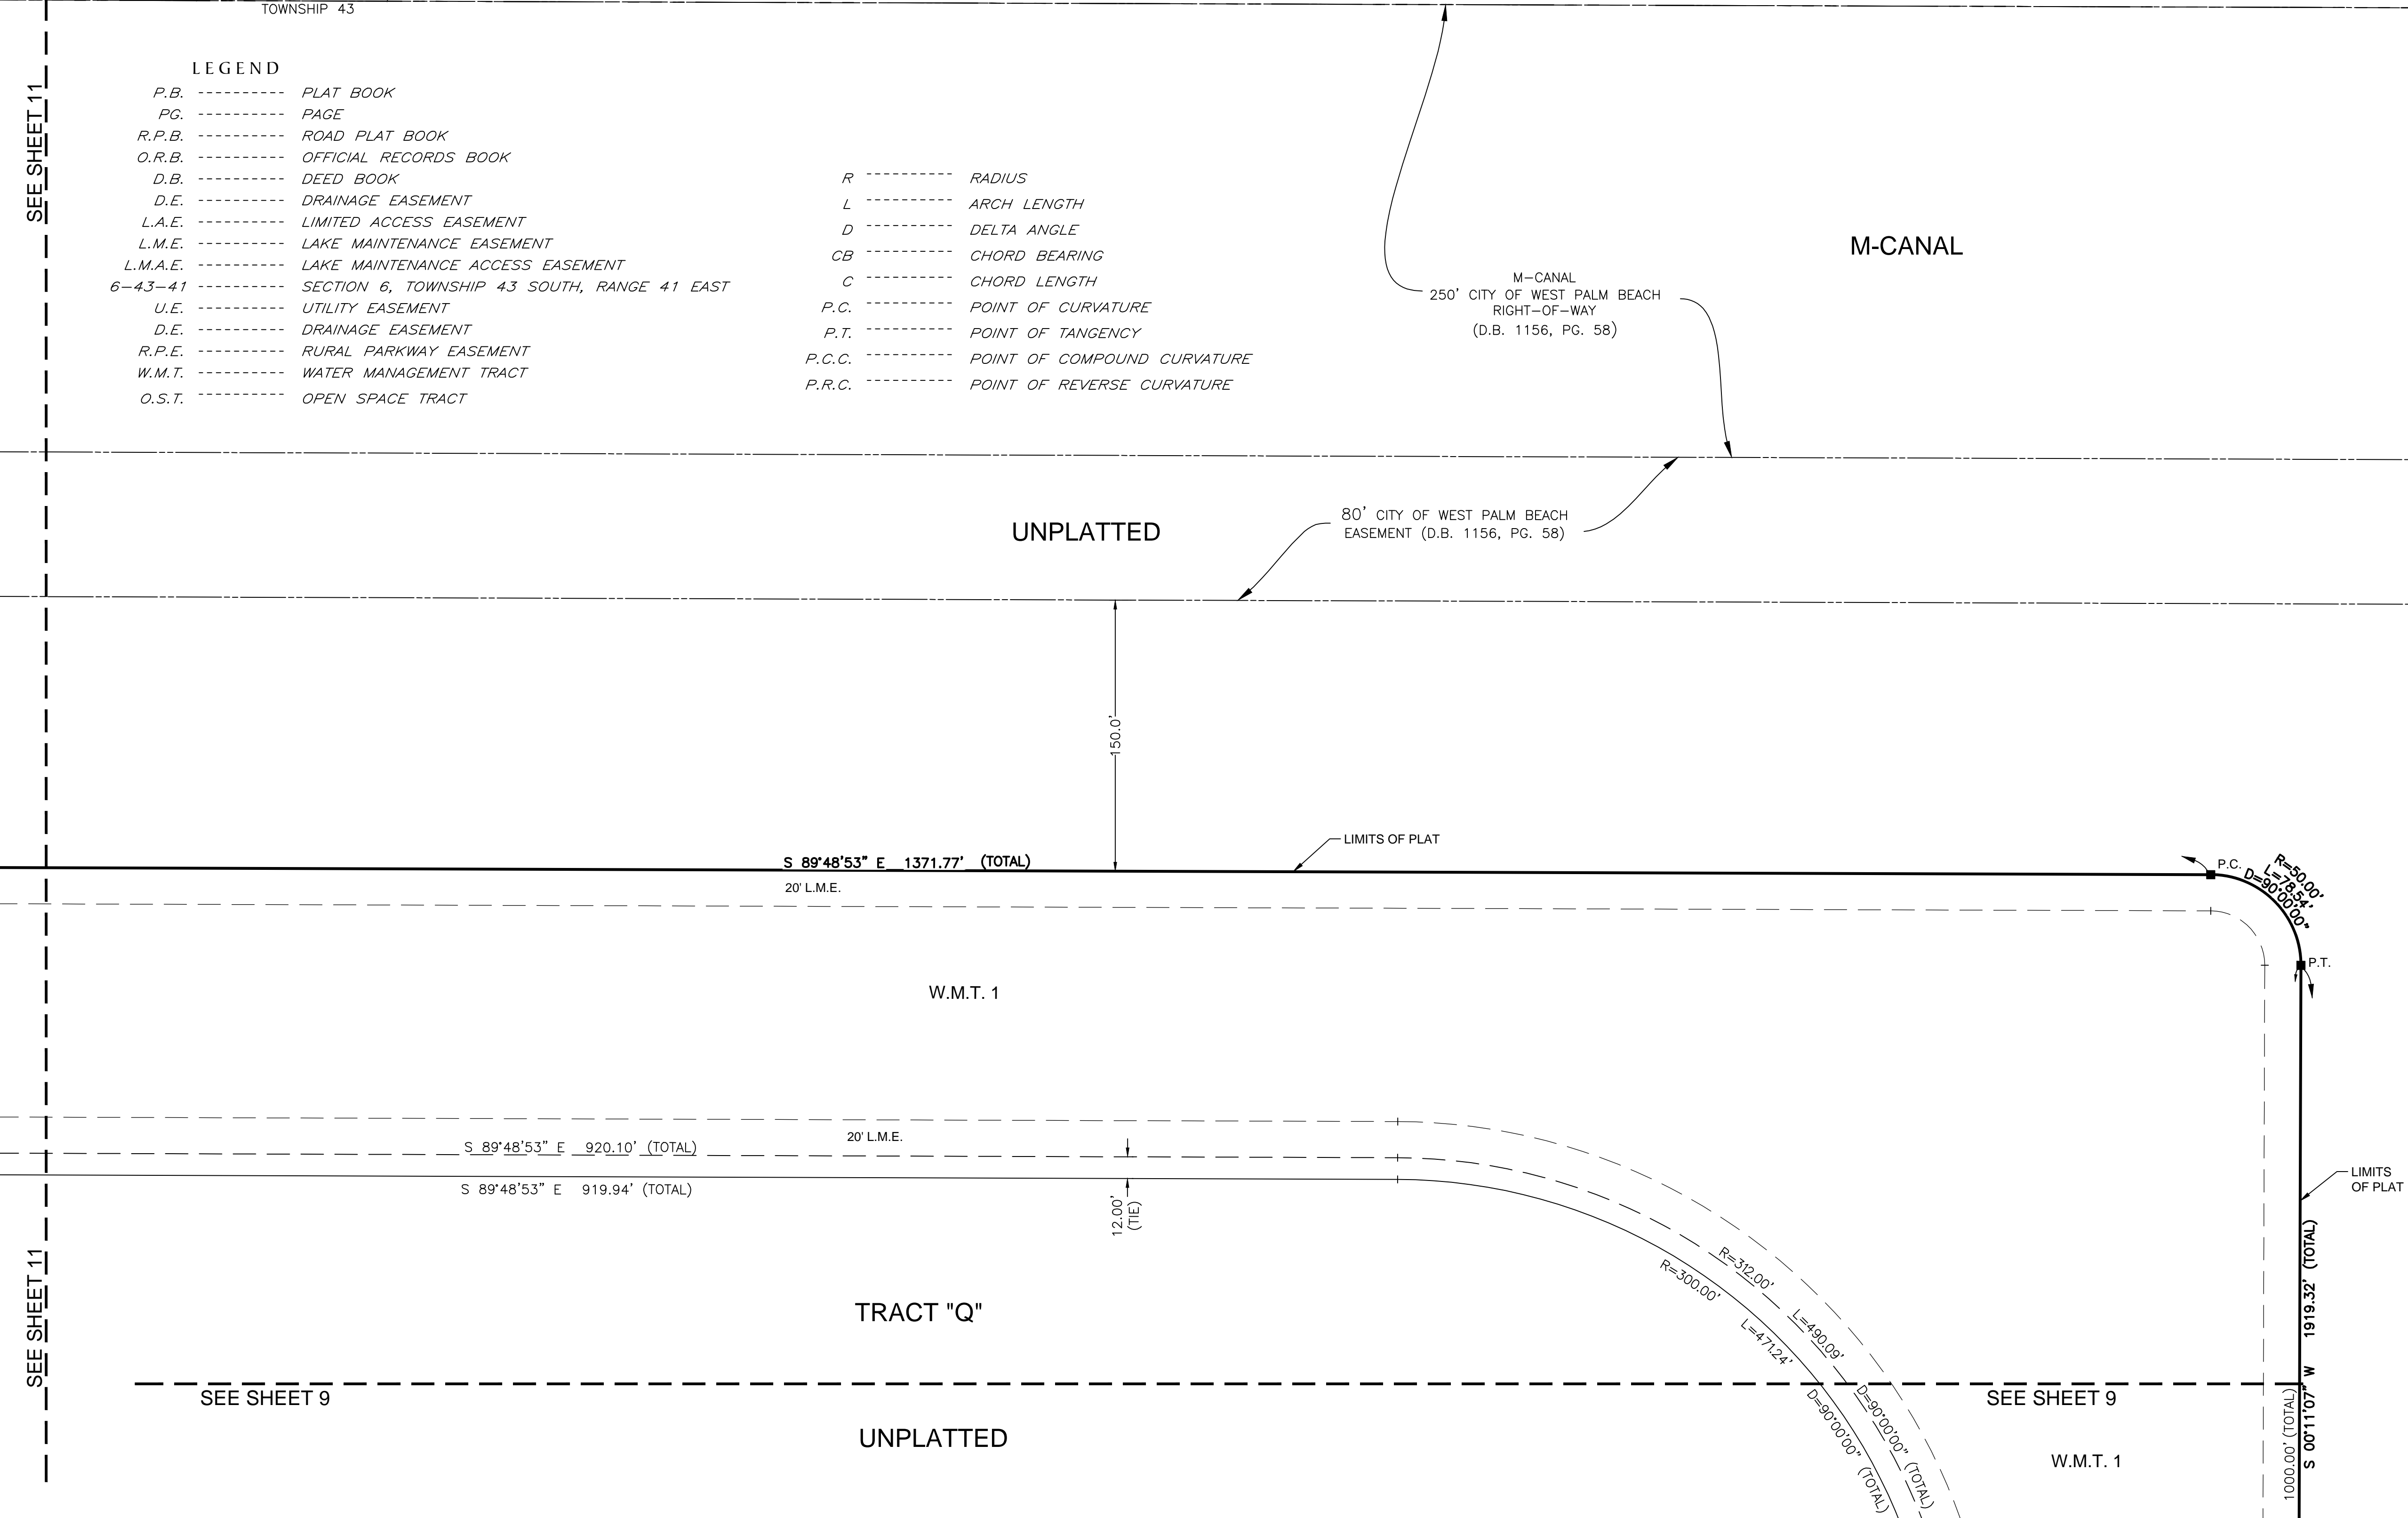 TOWNSHIP 43
SEE SHEET 11
LEGEND
P.B. ---------- PLAT BOOK
PG. ---------- PAGE
R.P.B. ---------- ROAD PLAT BOOK
O.R.B. ---------- OFFICIAL RECORDS BOOK
D.B. ---------- DEED BOOK
D.E. ---------- DRAINAGE EASEMENT
L.A.E. ---------- LIMITED ACCESS EASEMENT
L.M.E. ---------- LAKE MAINTENANCE EASEMENT
L.M.A.E. ---------- LAKE MAINTENANCE ACCESS EASEMENT
6-43-41 ---------- SECTION 6, TOWNSHIP 43 SOUTH, RANGE 41 EAST
U.E. ---------- UTILITY EASEMENT
D.E. ---------- DRAINAGE EASEMENT
R.P.E. ---------- RURAL PARKWAY EASEMENT
W.M.T. ---------- WATER MANAGEMENT TRACT
O.S.T. ---------- OPEN SPACE TRACT
R ---------- RADIUS
L ---------- ARCH LENGTH
D ---------- DELTA ANGLE
CB ---------- CHORD BEARING
C ---------- CHORD LENGTH
P.C. ---------- POINT OF CURVATURE
P.T. ---------- POINT OF TANGENCY
P.C.C. ---------- POINT OF COMPOUND CURVATURE
P.R.C. ---------- POINT OF REVERSE CURVATURE
M-CANAL
M-CANAL
250' CITY OF WEST PALM BEACH
RIGHT-OF-WAY
(D.B. 1156, PG. 58)
UNPLATTED
80' CITY OF WEST PALM BEACH
EASEMENT (D.B. 1156, PG. 58)
150.0'
LIMITS OF PLAT
S 89°48'53" E 1371.77' (TOTAL)
20' L.M.E.
P.C.
R=50.00'
L=78.54'
D=90°00'00"
P.T.
W.M.T. 1
20' L.M.E.
S 89°48'53" E 920.10' (TOTAL)
S 89°48'53" E 919.94' (TOTAL)
12.00'
(TIE)
LIMITS
OF PLAT
R=312.00'
L=490.09'
D=90°00'00" (TOTAL)
R=300.00'
L=471.24'
D=90°00'00" (TOTAL)
S 00°11'07" W 1919.32' (TOTAL)
1000.00' (TOTAL)
SEE SHEET 11
TRACT "Q"
SEE SHEET 9
SEE SHEET 9
UNPLATTED
W.M.T. 1